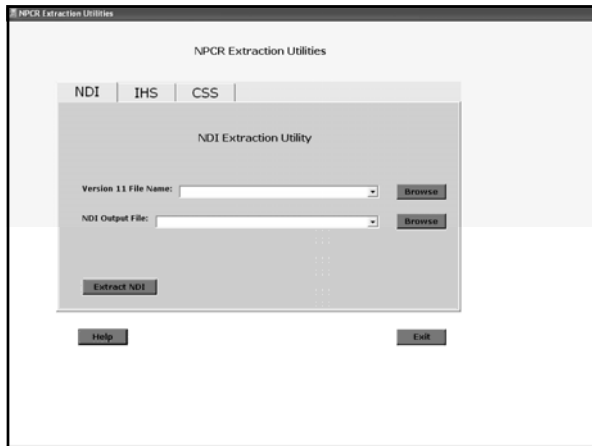 NPCR Extraction Utilities
NPCR Extraction Utilities
NDI IHS CSS
NDI Extraction Utility
Version 11 File Name: Browse
NDI Output File: Browse
Extract NDI
Help Exit